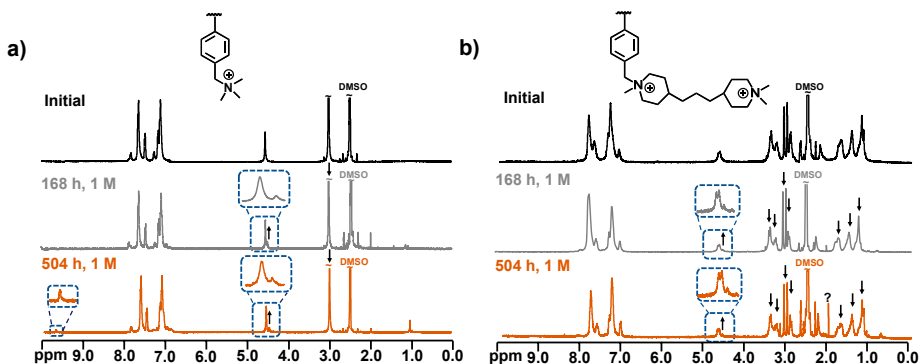 a)
N
⊕
Initial
DMSO
~
~
168 h, 1 M
DMSO
~
~
504 h, 1 M
DMSO
~
~
ppm 9.0 8.0 7.0 6.0 5.0 4.0 3.0 2.0 1.0 0.0
b)
⊕
N
⊕
N
Initial
DMSO
~
168 h, 1 M
DMSO
~
504 h, 1 M
DMSO
~
?
ppm 9.0 8.0 7.0 6.0 5.0 4.0 3.0 2.0 1.0 0.0